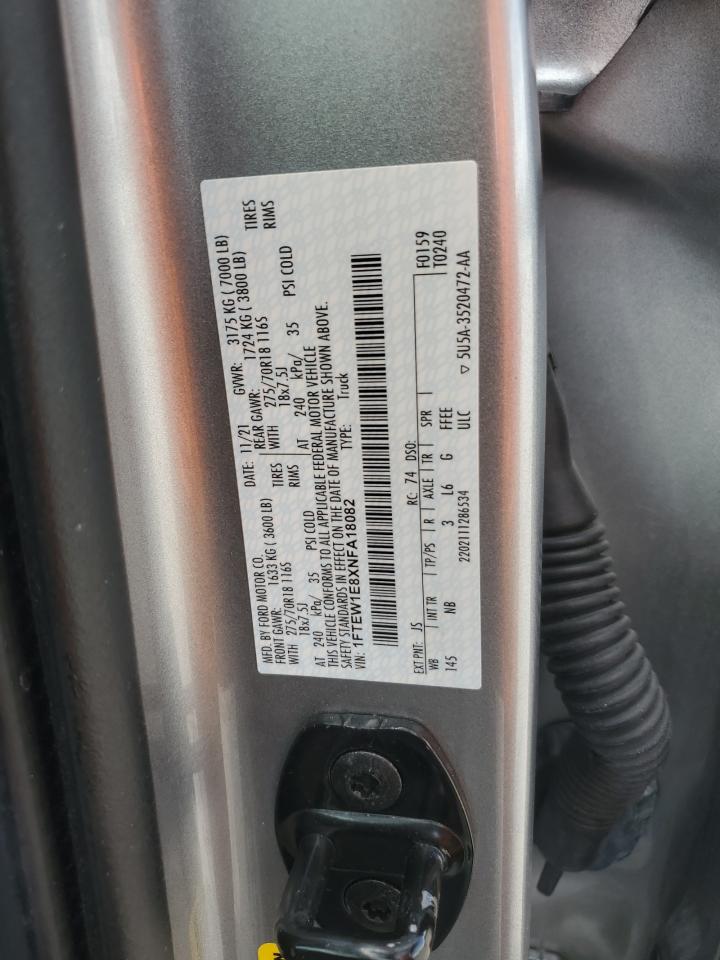 MFD. BY FORD MOTOR CO.
DATE: 11/21 GVWR: 3175 KG ( 7000 LB)
FRONT GAWR: 1633 KG ( 3600 LB) REAR GAWR: 1724 KG ( 3800 LB)
WITH 275/70R18 116S TIRES WITH 275/70R18 116S TIRES
18x7.5J RIMS 18x7.5J RIMS
AT 240 kPa/ 35 PSI COLD AT 240 kPa/ 35 PSI COLD
THIS VEHICLE CONFORMS TO ALL APPLICABLE FEDERAL MOTOR VEHICLE
SAFETY STANDARDS IN EFFECT ON THE DATE OF MANUFACTURE SHOWN ABOVE.
VIN: 1FTEW1E8XNFA18082 TYPE: Truck
F0159
T0240
EXT PNT: JS RC: 74 DSO:
WB INT TR TP/PS R AXLE TR SPR
145 NB 3 L6 G FFEE
2202111286534 ULC ▽ 5U5A-3520472-AA